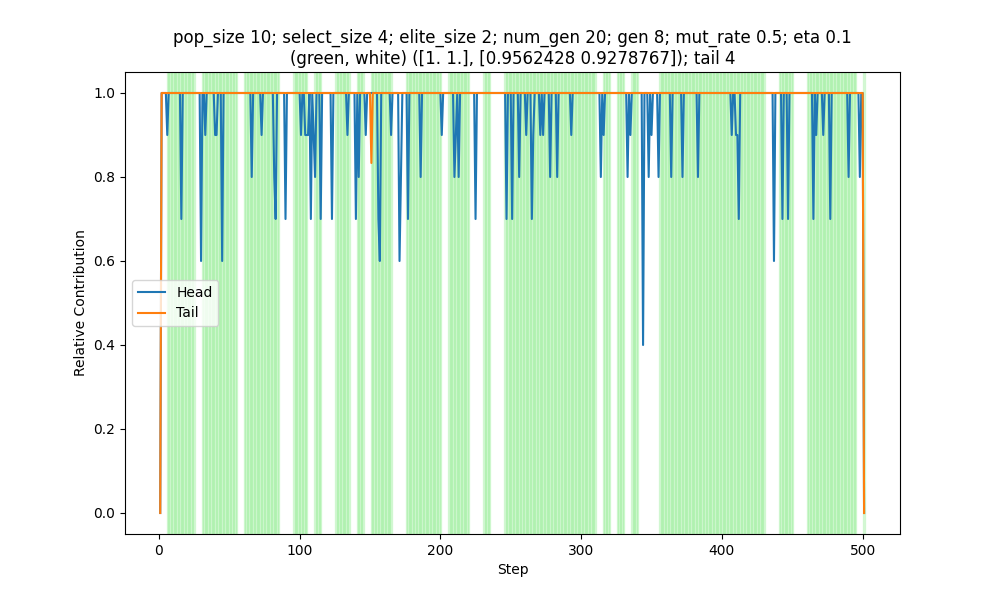 pop_size 10; select_size 4; elite_size 2; num_gen 20; gen 8; mut_rate 0.5; eta 0.1
(green, white) ([1. 1.], [0.9562428 0.9278767]); tail 4
1.0
0.8
0.6
0.4
0.2
0.0
Relative Contribution
Head
Tail
0
100
200
300
400
500
Step